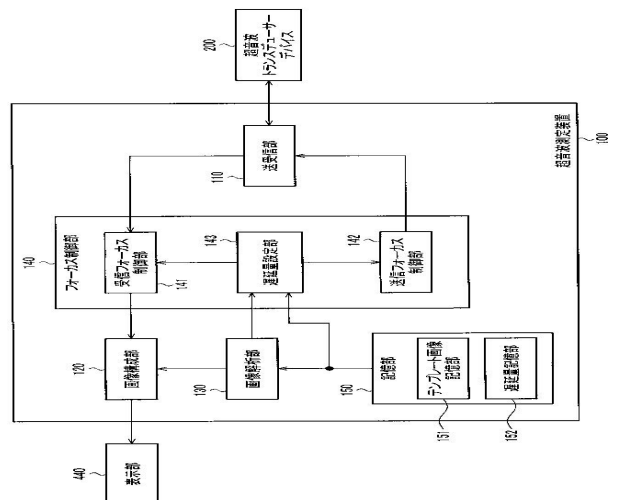 200
超音波
トランスデューサー
デバイス
超音波測定装置
100
送受信部
110
140
フォーカス制御部
受信フォーカス
制御部
141
遅延量設定部
143
送信フォーカス
制御部
142
画像構成部
120
画像解析部
130
記憶部
150
テンプレート画像
記憶部
151
遅延量記憶部
152
表示部
440